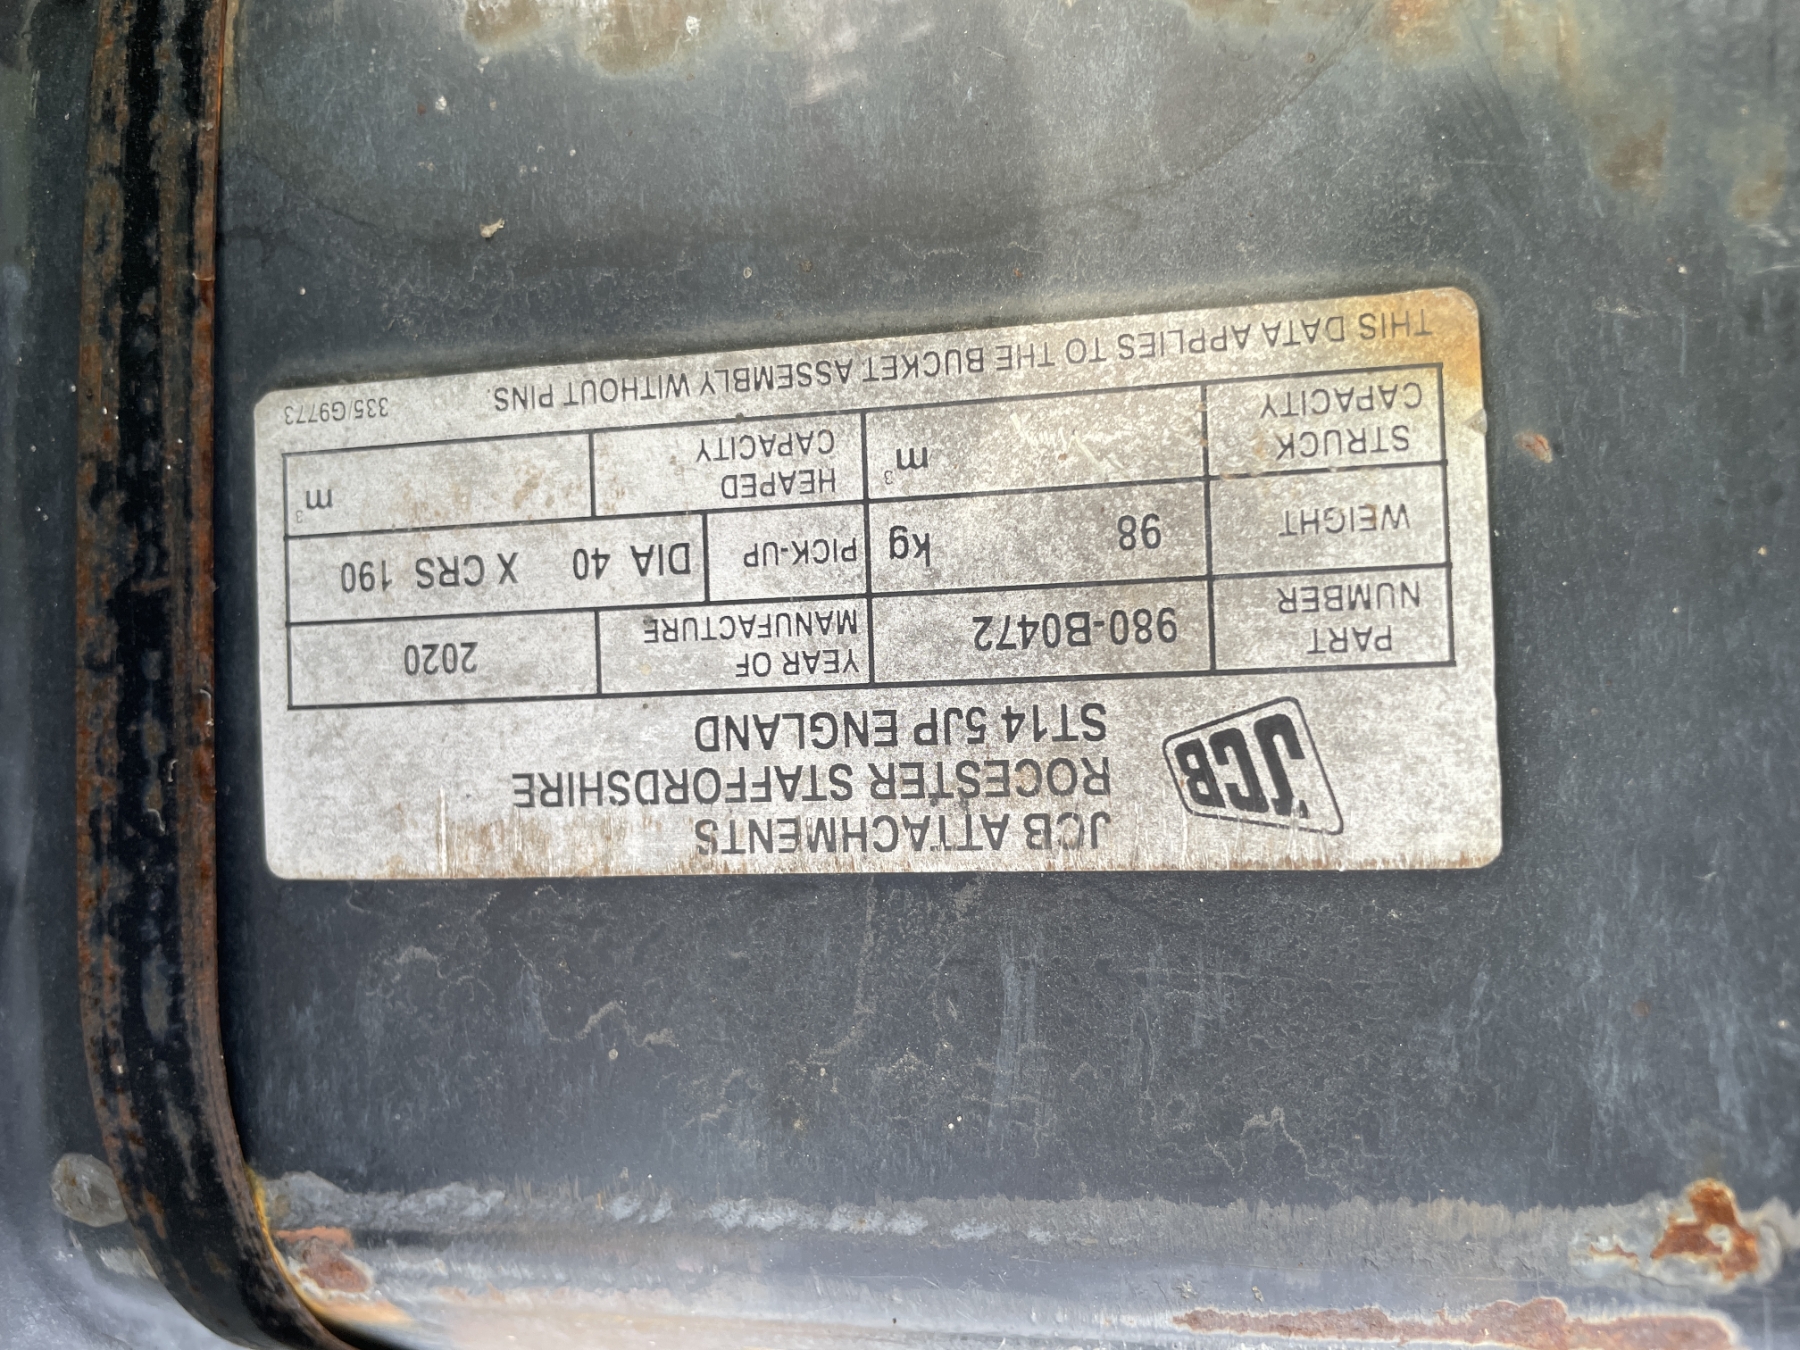 JCB
JCB ATTACHMENTS
ROCESTER STAFFORDSHIRE
ST14 5JP ENGLAND
PART NUMBER 980-B0472 YEAR OF MANUFACTURE 2020
WEIGHT 98 kg PICK-UP DIA 40 X CRS 190
STRUCK CAPACITY m³ HEAPED CAPACITY m³
THIS DATA APPLIES TO THE BUCKET ASSEMBLY WITHOUT PINS. 335/G9773